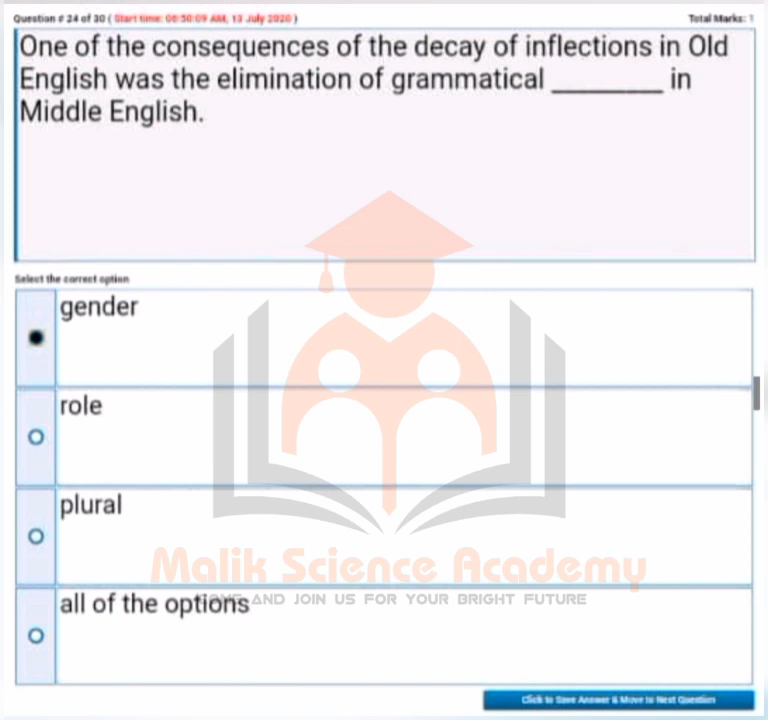 Question # 24 of 30 ( Start time: 06:50:09 AM, 13 July 2020 )
Total Marks: 1
One of the consequences of the decay of inflections in Old
English was the elimination of grammatical ________ in
Middle English.
Select the correct option
gender
role
plural
all of the options
Malik Science Academy
AND JOIN US FOR YOUR BRIGHT FUTURE
Click to Save Answer & Move to Next Question